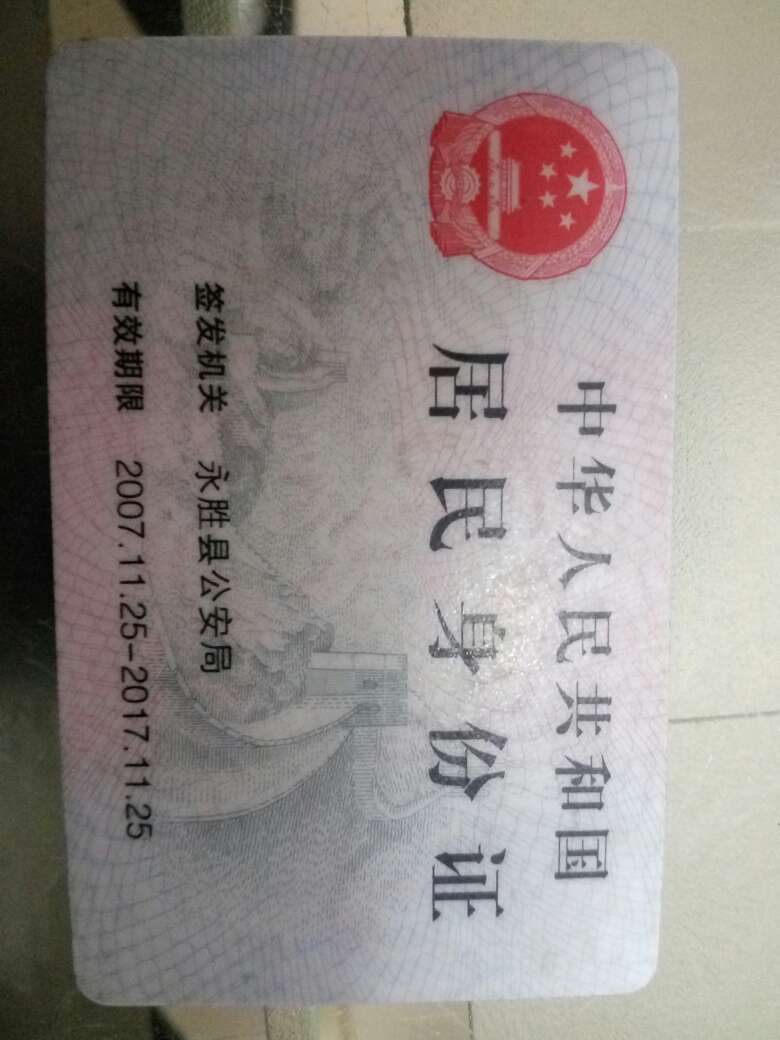 中华人民共和国
居民身份证
签发机关 永胜县公安局
有效期限 2007.11.25-2017.11.25